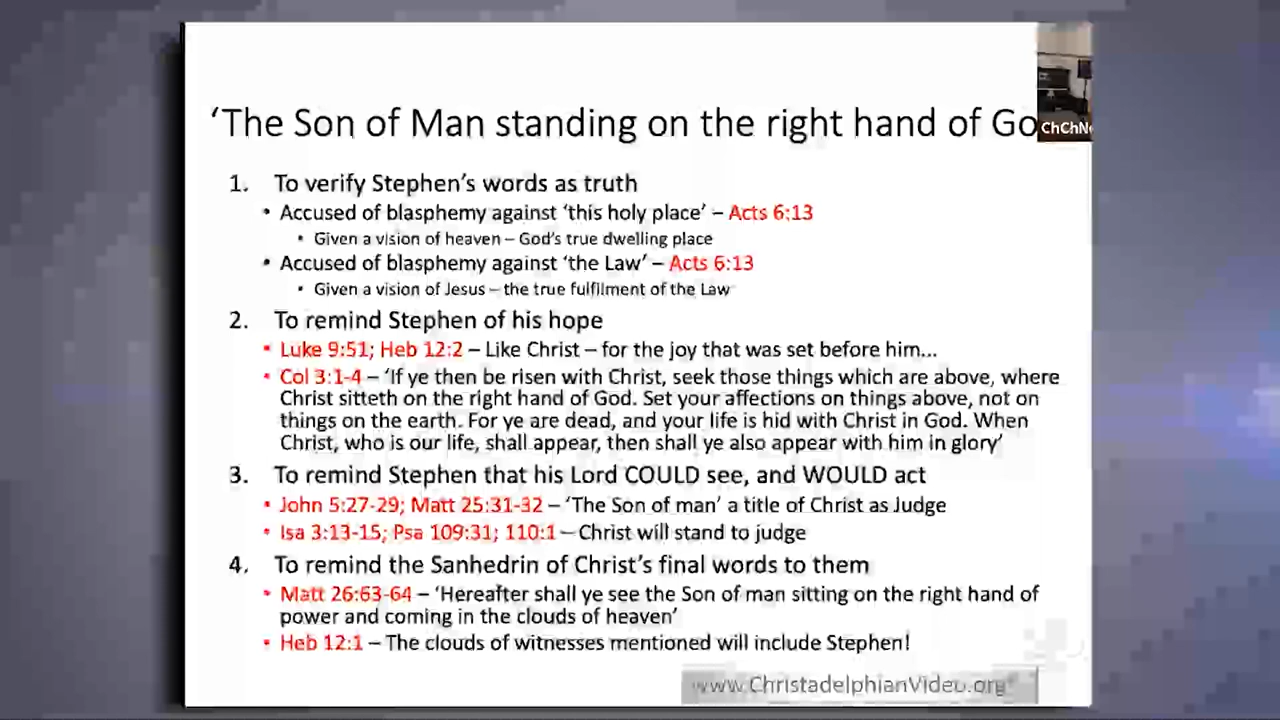 ‘The Son of Man standing on the right hand of Go
ChChN
1. To verify Stephen’s words as truth
• Accused of blasphemy against ‘this holy place’ – Acts 6:13
• Given a vision of heaven – God’s true dwelling place
• Accused of blasphemy against ‘the Law’ – Acts 6:13
• Given a vision of Jesus – the true fulfilment of the Law
2. To remind Stephen of his hope
• Luke 9:51; Heb 12:2 – Like Christ – for the joy that was set before him...
• Col 3:1-4 – ‘If ye then be risen with Christ, seek those things which are above, where
Christ sitteth on the right hand of God. Set your affections on things above, not on
things on the earth. For ye are dead, and your life is hid with Christ in God. When
Christ, who is our life, shall appear, then shall ye also appear with him in glory’
3. To remind Stephen that his Lord COULD see, and WOULD act
• John 5:27-29; Matt 25:31-32 – ‘The Son of man’ a title of Christ as Judge
• Isa 3:13-15; Psa 109:31; 110:1 – Christ will stand to judge
4. To remind the Sanhedrin of Christ’s final words to them
• Matt 26:63-64 – ‘Hereafter shall ye see the Son of man sitting on the right hand of
power and coming in the clouds of heaven’
• Heb 12:1 – The clouds of witnesses mentioned will include Stephen!
www.ChristadelphianVideo.org